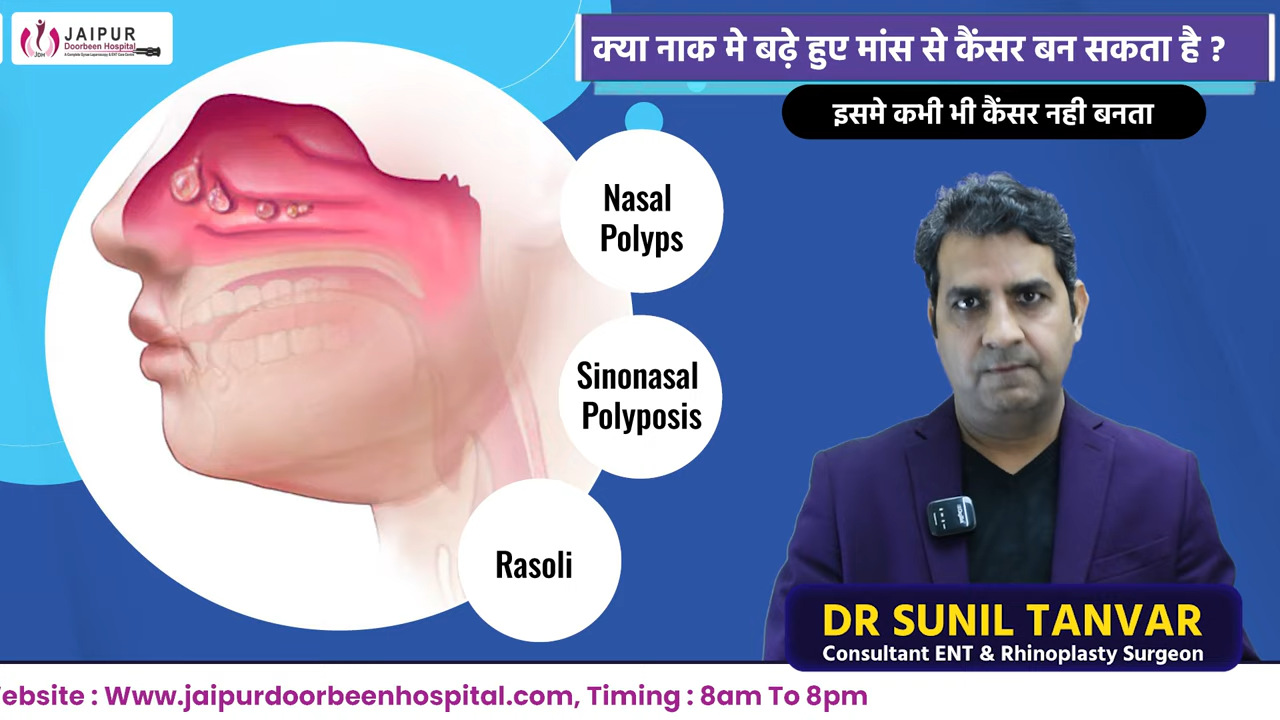 JAIPUR
Doorbeen Hospital
JDH
क्या नाक मे बढ़े हुए मांस से कैंसर बन सकता है ?
इसमे कभी भी कैंसर नही बनता
Nasal
Polyps
Sinonasal
Polyposis
Rasoli
DR SUNIL TANVAR
Consultant ENT & Rhinoplasty Surgeon
ebsite : Www.jaipurdoorbeenhospital.com, Timing : 8am To 8pm